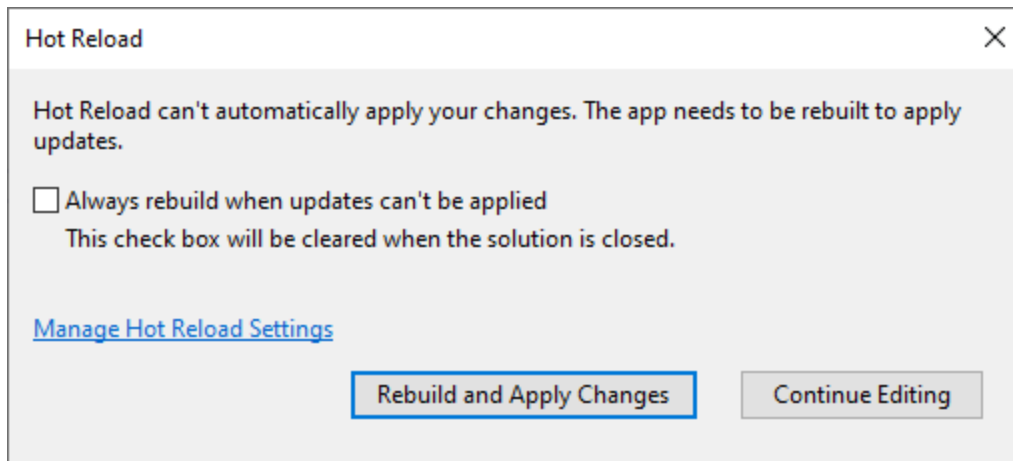 Hot Reload
Hot Reload can't automatically apply your changes. The app needs to be rebuilt to apply
updates.
Always rebuild when updates can't be applied
This check box will be cleared when the solution is closed.
Manage Hot Reload Settings
Rebuild and Apply Changes
Continue Editing